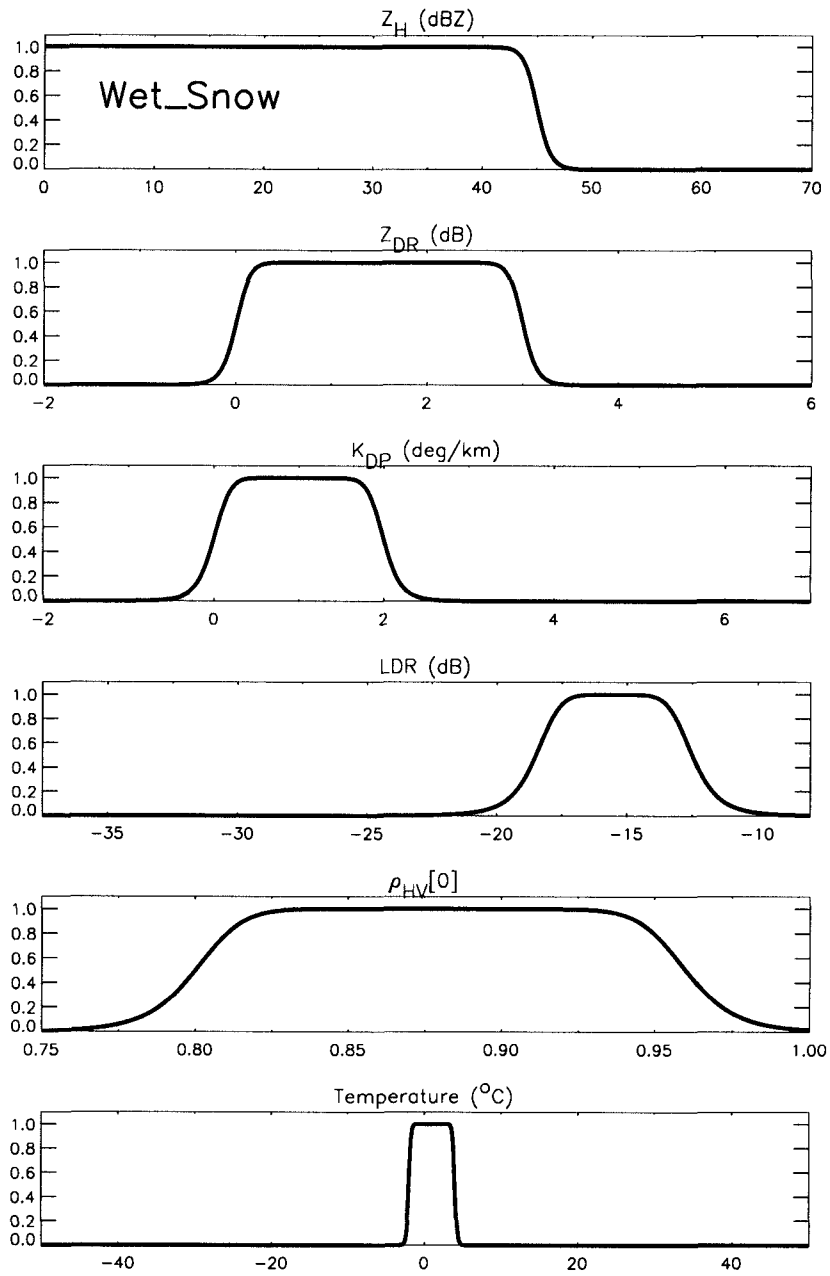 Z_H (dBZ)
1.0
0.8
0.6
0.4
0.2
0.0
Wet_Snow
0 10 20 30 40 50 60 70
Z_DR (dB)
1.0
0.8
0.6
0.4
0.2
0.0
-2 0 2 4 6
K_DP (deg/km)
1.0
0.8
0.6
0.4
0.2
0.0
-2 0 2 4 6
LDR (dB)
1.0
0.8
0.6
0.4
0.2
0.0
-35 -30 -25 -20 -15 -10
ρ_HV[0]
1.0
0.8
0.6
0.4
0.2
0.0
0.75 0.80 0.85 0.90 0.95 1.00
Temperature (°C)
1.0
0.8
0.6
0.4
0.2
0.0
-40 -20 0 20 40